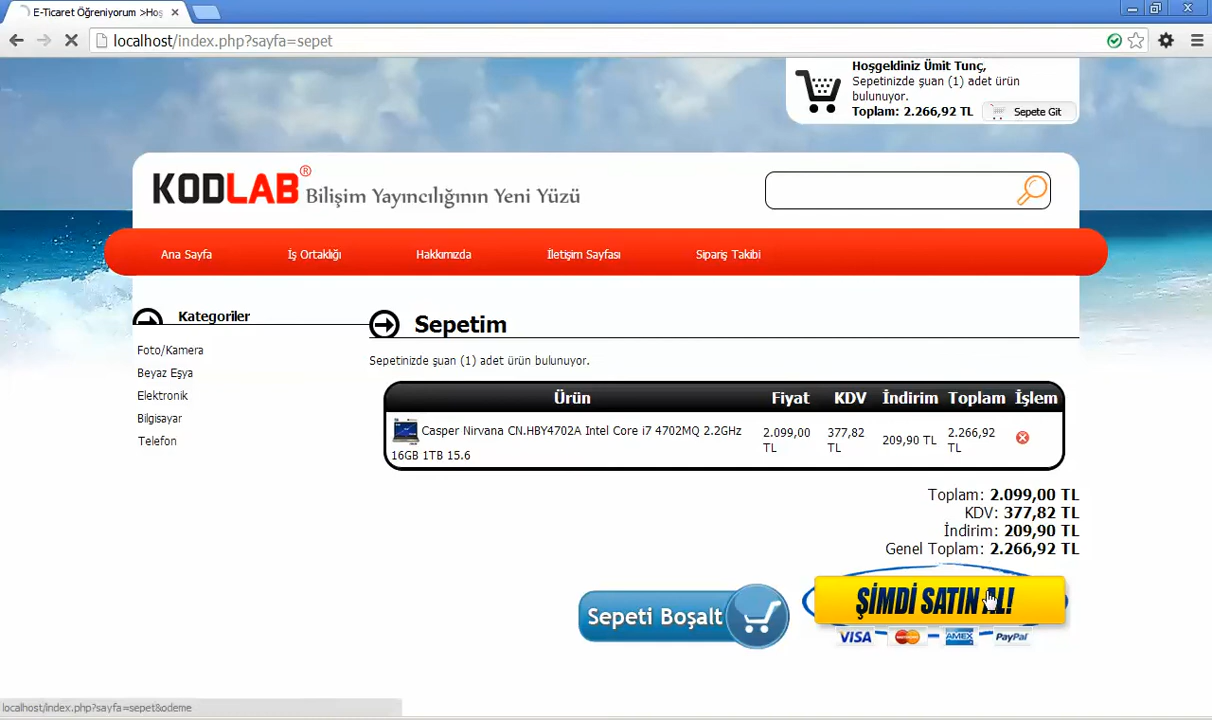 E-Ticaret Öğreniyorum >Hoş
localhost/index.php?sayfa=sepet
Hoşgeldiniz Ümit Tunç,
Sepetinizde şuan (1) adet ürün
bulunuyor.
Toplam: 2.266,92 TL
Sepete Git
KODLAB® Bilişim Yayıncılığının Yeni Yüzü
Ana Sayfa
İş Ortaklığı
Hakkımızda
İletişim Sayfası
Sipariş Takibi
Kategoriler
Foto/Kamera
Beyaz Eşya
Elektronik
Bilgisayar
Telefon
Sepetim
Sepetinizde şuan (1) adet ürün bulunuyor.
Ürün Fiyat KDV İndirim Toplam İşlem
Casper Nirvana CN.HBY4702A Intel Core i7 4702MQ 2.2GHz
16GB 1TB 15.6
2.099,00
TL
377,82
TL
209,90 TL
2.266,92
TL
Toplam: 2.099,00 TL
KDV: 377,82 TL
İndirim: 209,90 TL
Genel Toplam: 2.266,92 TL
Sepeti Boşalt
ŞİMDİ SATIN AL!
VISA
MasterCard
AMEX
PayPal
localhost/index.php?sayfa=sepet&odeme